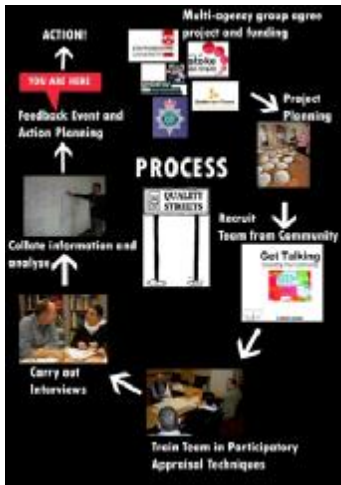 Multi-agency group agree
project and funding
ACTION!
YOU ARE HERE
stoke
Feedback Event and
Action Planning
Project
Planning
PROCESS
QUALITY
STREETS
Recruit
Team from Community
Get Talking
Collate information and
analyse
Carry out
Interviews
Train Team in Participatory
Appraisal Techniques